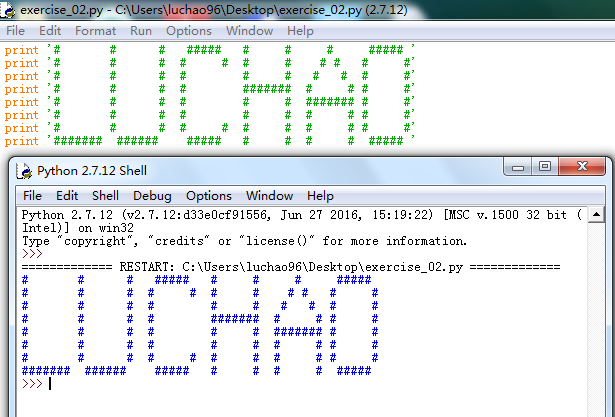 exercise_02.py - C:\Users\luchao96\Desktop\exercise_02.py (2.7.12)
File Edit Format Run Options Window Help
print '#       #      #   #####   #     #      #      ##### '
print '#       #      #  #     #  #     #     # #    #     #'
print '#       #      #  #        #     #    #   #   #     #'
print '#       #      #  #        #######  #     #  #     #'
print '#       #      #  #        #     #  #######  #     #'
print '#       #      #  #        #     #  #     #  #     #'
print '#       #      #  #     #  #     #  #     #  #     #'
print '#######  ######    #####   #     #  #     #   ##### '
Python 2.7.12 Shell
File Edit Shell Debug Options Window Help
Python 2.7.12 (v2.7.12:d33e0cf91556, Jun 27 2016, 15:19:22) [MSC v.1500 32 bit (
Intel)] on win32
Type "copyright", "credits" or "license()" for more information.
>>>
============= RESTART: C:\Users\luchao96\Desktop\exercise_02.py =============
#       #      #   #####   #     #      #      #####
#       #      #  #     #  #     #     # #    #     #
#       #      #  #        #     #    #   #   #     #
#       #      #  #        #######  #     #  #     #
#       #      #  #        #     #  #######  #     #
#       #      #  #        #     #  #     #  #     #
#       #      #  #     #  #     #  #     #  #     #
#######  ######    #####   #     #  #     #   #####
>>>